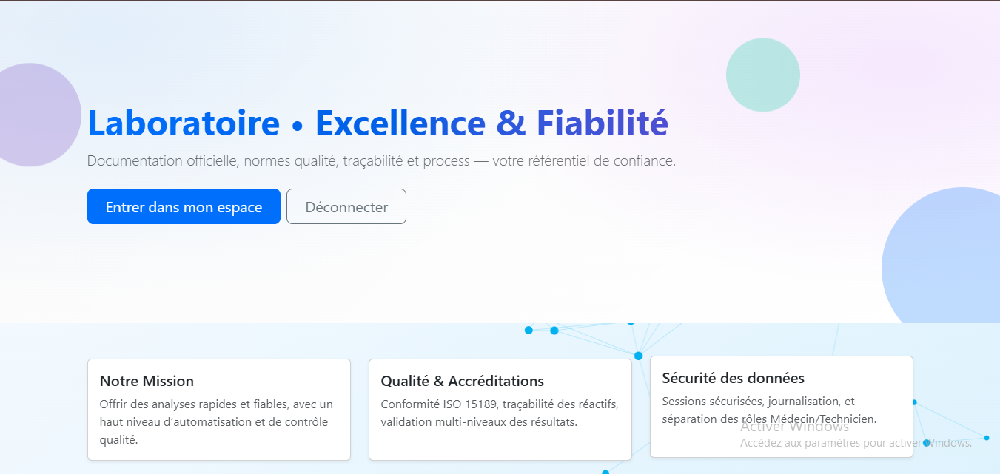 Laboratoire • Excellence & Fiabilité
Documentation officielle, normes qualité, traçabilité et process — votre référentiel de confiance.
Entrer dans mon espace
Déconnecter
Notre Mission
Offrir des analyses rapides et fiables, avec un
haut niveau d’automatisation et de contrôle
qualité.
Qualité & Accréditations
Conformité ISO 15189, traçabilité des réactifs,
validation multi-niveaux des résultats.
Sécurité des données
Sessions sécurisées, journalisation, et
séparation des rôles Médecin/Technicien.
Activer Windows
Accédez aux paramètres pour activer Windows.